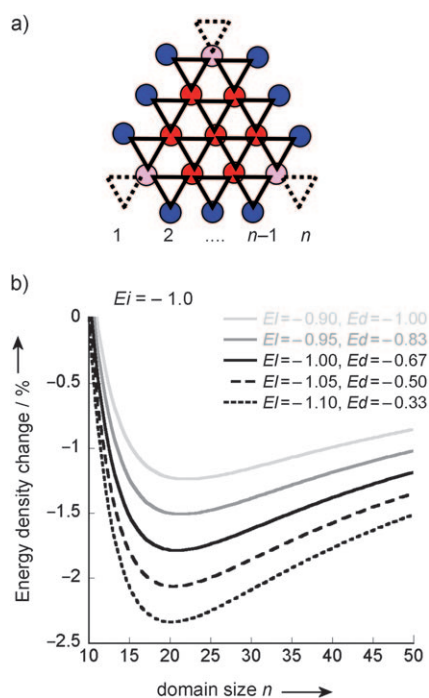 a)
1 2 .... n−1 n
b)
Ei = − 1.0
El = − 0.90, Ed = − 1.00
El = − 0.95, Ed = − 0.83
El = − 1.00, Ed = − 0.67
El = − 1.05, Ed = − 0.50
El = − 1.10, Ed = − 0.33
Energy density change / % →
0
−0.5
−1
−1.5
−2
−2.5
10 15 20 25 30 35 40 45 50
domain size n →